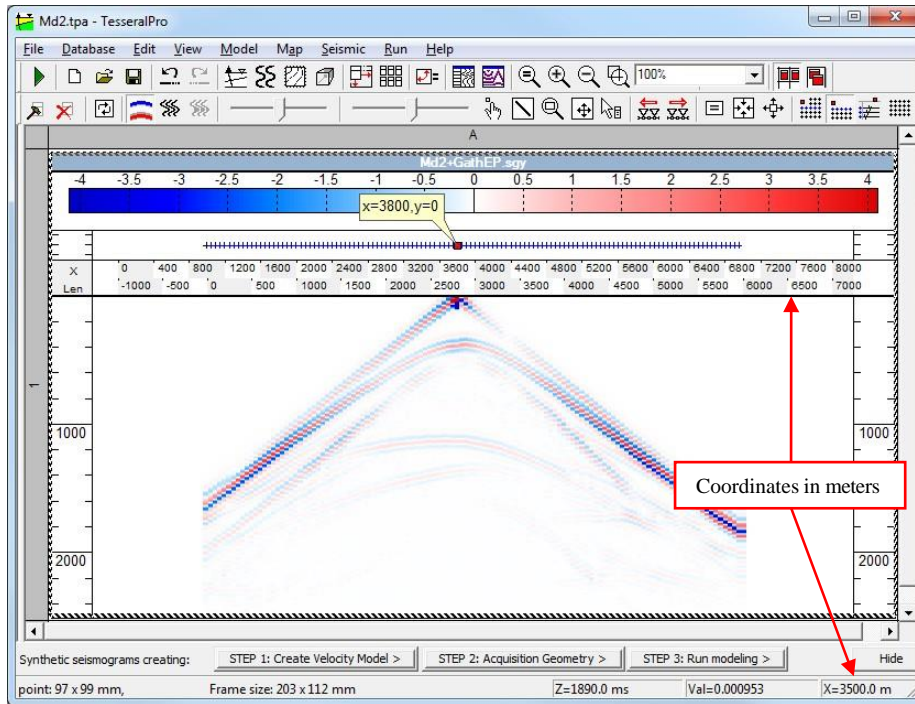 Md2.tpa - TesseralPro
File Database Edit View Model Map Seismic Run Help
100%
A
Md2+GathEP.sgy
-4 -3.5 -3 -2.5 -2 -1.5 -1 -0.5 0 0.5 1 1.5 2 2.5 3 3.5 4
x=3800,y=0
X 0 400 800 1200 1600 2000 2400 2800 3200 3600 4000 4400 4800 5200 5600 6000 6400 6800 7200 7600 8000
Len -1000 -500 0 500 1000 1500 2000 2500 3000 3500 4000 4500 5000 5500 6000 6500 7000
1
1000 1000
Coordinates in meters
2000 2000
Synthetic seismograms creating: STEP 1: Create Velocity Model > STEP 2: Acquisition Geometry > STEP 3: Run modeling > Hide
point: 97 x 99 mm, Frame size: 203 x 112 mm Z=1890.0 ms Val=0.000953 X=3500.0 m